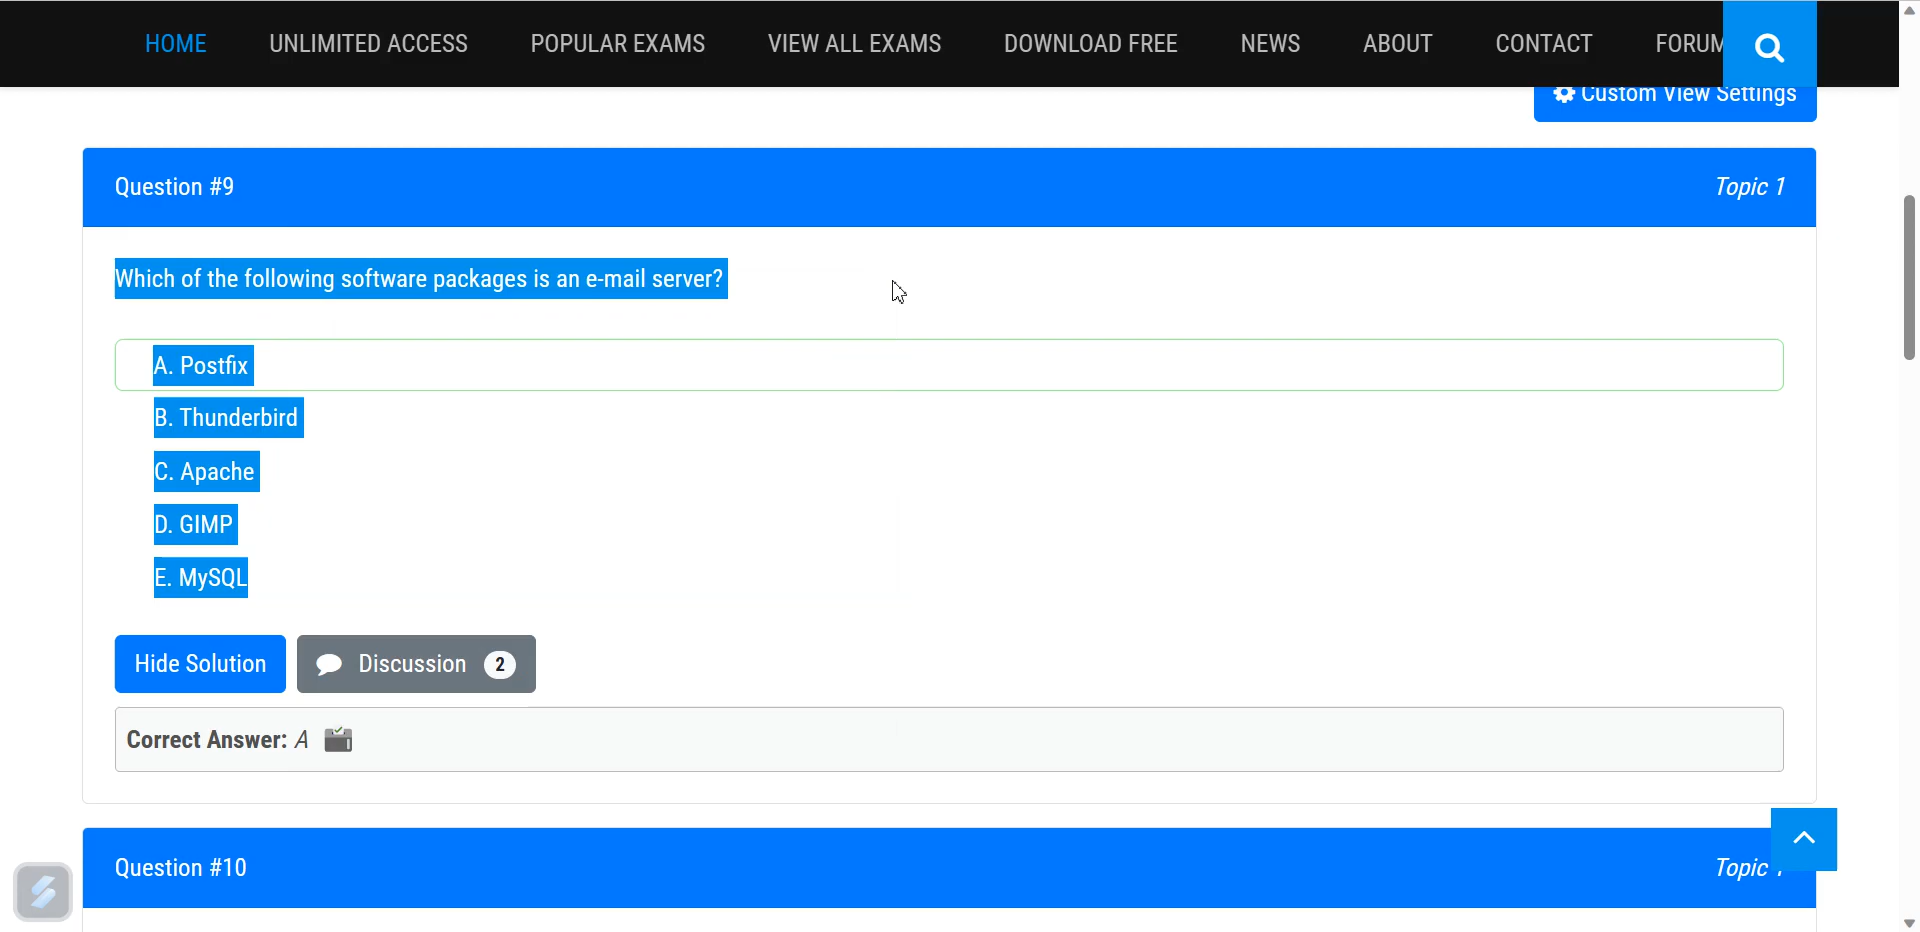 HOME UNLIMITED ACCESS POPULAR EXAMS VIEW ALL EXAMS DOWNLOAD FREE NEWS ABOUT CONTACT FORUM
Custom View Settings
Question #9 Topic 1
Which of the following software packages is an e-mail server?
A. Postfix
B. Thunderbird
C. Apache
D. GIMP
E. MySQL
Hide Solution Discussion 2
Correct Answer: A
Question #10 Topic 1